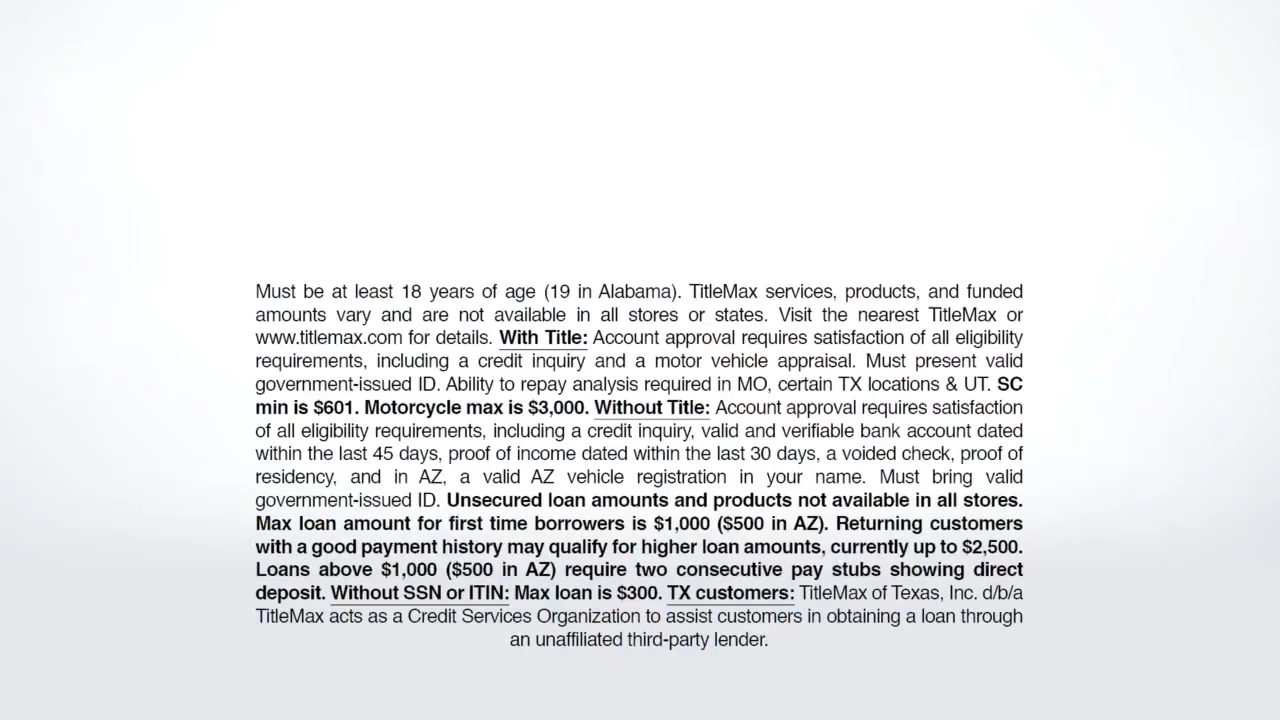 Must be at least 18 years of age (19 in Alabama). TitleMax services, products, and funded
amounts vary and are not available in all stores or states. Visit the nearest TitleMax or
www.titlemax.com for details. With Title: Account approval requires satisfaction of all eligibility
requirements, including a credit inquiry and a motor vehicle appraisal. Must present valid
government-issued ID. Ability to repay analysis required in MO, certain TX locations & UT. SC
min is $601. Motorcycle max is $3,000. Without Title: Account approval requires satisfaction
of all eligibility requirements, including a credit inquiry, valid and verifiable bank account dated
within the last 45 days, proof of income dated within the last 30 days, a voided check, proof of
residency, and in AZ, a valid AZ vehicle registration in your name. Must bring valid
government-issued ID. Unsecured loan amounts and products not available in all stores.
Max loan amount for first time borrowers is $1,000 ($500 in AZ). Returning customers
with a good payment history may qualify for higher loan amounts, currently up to $2,500.
Loans above $1,000 ($500 in AZ) require two consecutive pay stubs showing direct
deposit. Without SSN or ITIN: Max loan is $300. TX customers: TitleMax of Texas, Inc. d/b/a
TitleMax acts as a Credit Services Organization to assist customers in obtaining a loan through
an unaffiliated third-party lender.